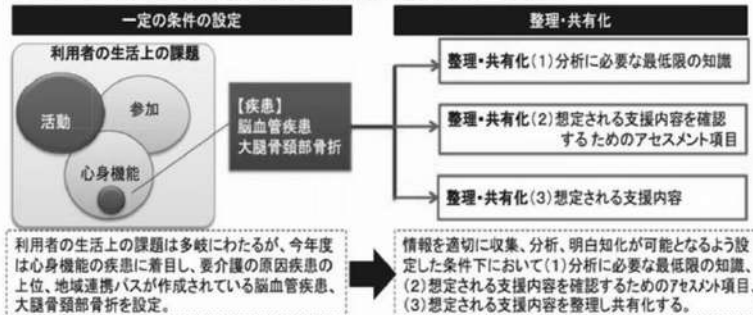 一定の条件の設定
整理・共有化
利用者の生活上の課題
活動
参加
心身機能
【疾患】
脳血管疾患
大腿骨頸部骨折
整理・共有化(1)分析に必要な最低限の知識
整理・共有化(2)想定される支援内容を確認
するためのアセスメント項目
整理・共有化(3)想定される支援内容
利用者の生活上の課題は多岐にわたるが、今年度
は心身機能の疾患に着目し、要介護の原因疾患の
上位、地域連携パスが作成されている脳血管疾患、
大腿骨頸部骨折を設定。
情報を適切に収集、分析、明白知化が可能となるよう設
定した条件下において(1)分析に必要な最低限の知識、
(2)想定される支援内容を確認するためのアセスメント項目、
(3)想定される支援内容を整理し共有化する。